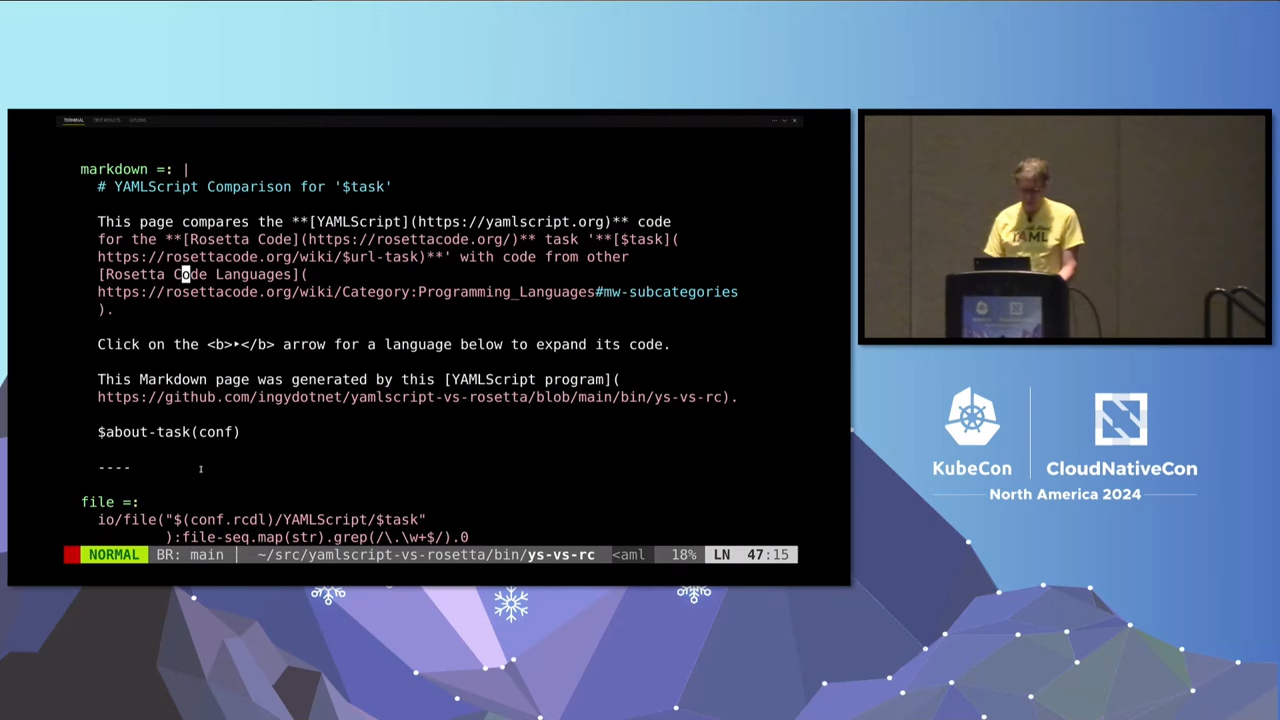 TERMINAL TEST RESULTS GITLENS
markdown =: |
# YAMLScript Comparison for '$task'
This page compares the **[YAMLScript](https://yamlscript.org)** code
for the **[Rosetta Code](https://rosettacode.org/)** task '**[$task](
https://rosettacode.org/wiki/$url-task)**' with code from other
[Rosetta Code Languages](
https://rosettacode.org/wiki/Category:Programming_Languages#mw-subcategories
).
Click on the <b>▸</b> arrow for a language below to expand its code.
This Markdown page was generated by this [YAMLScript program](
https://github.com/ingydotnet/yamlscript-vs-rosetta/blob/main/bin/ys-vs-rc).
$about-task(conf)
----
file =:
io/file("$(conf.rcdl)/YAMLScript/$task"
):file-seq.map(str).grep(/\.\w+$/).0
NORMAL BR: main | ~/src/yamlscript-vs-rosetta/bin/ys-vs-rc <aml 18% LN 47:15
YAML
KubeCon CloudNativeCon
North America 2024